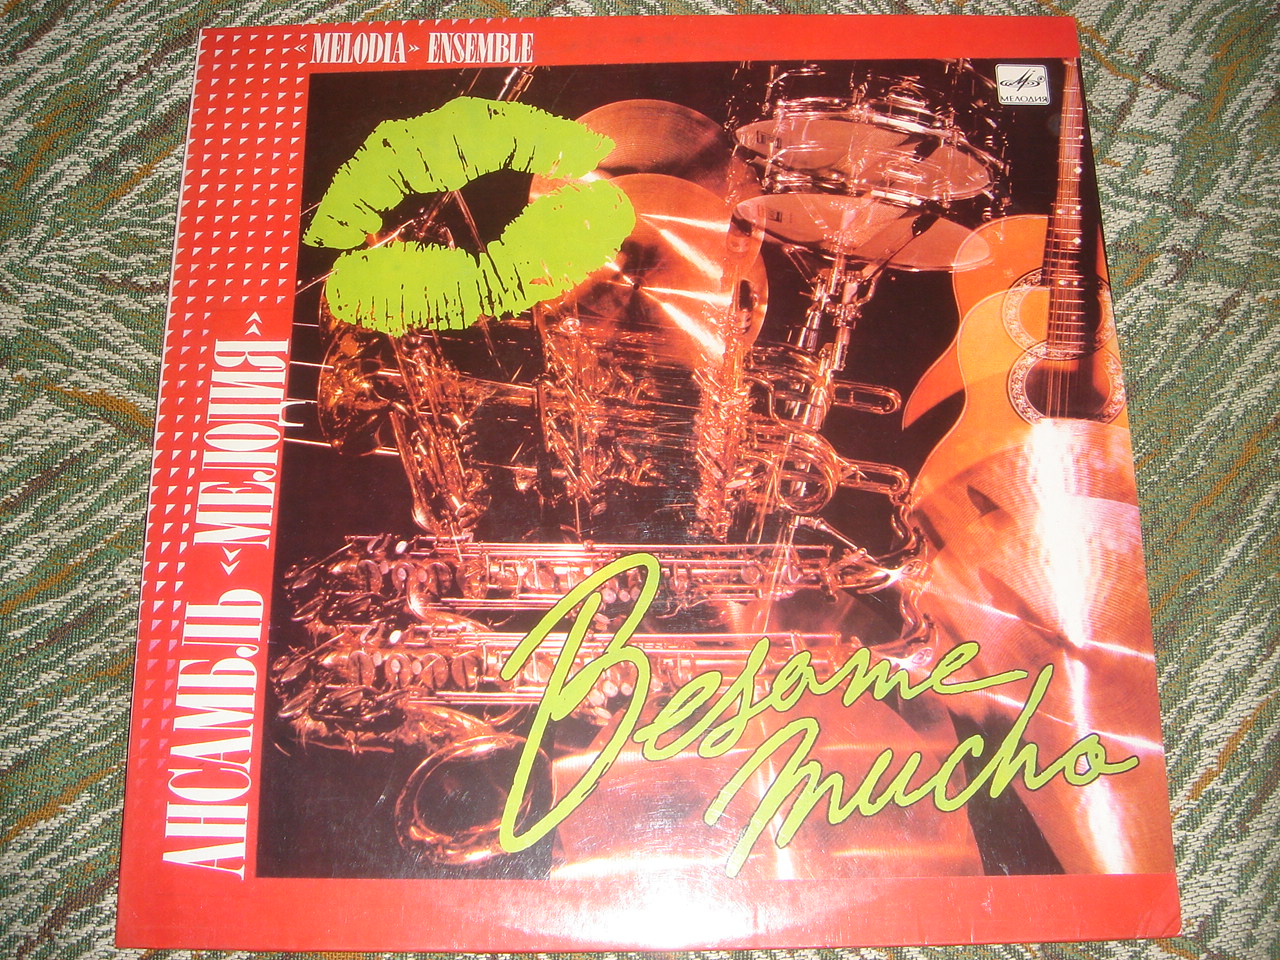 « MELODIA » ENSEMBLE
МЕЛОДИЯ
АНСАМБЛЬ « МЕЛОДИЯ »
Besame
mucho